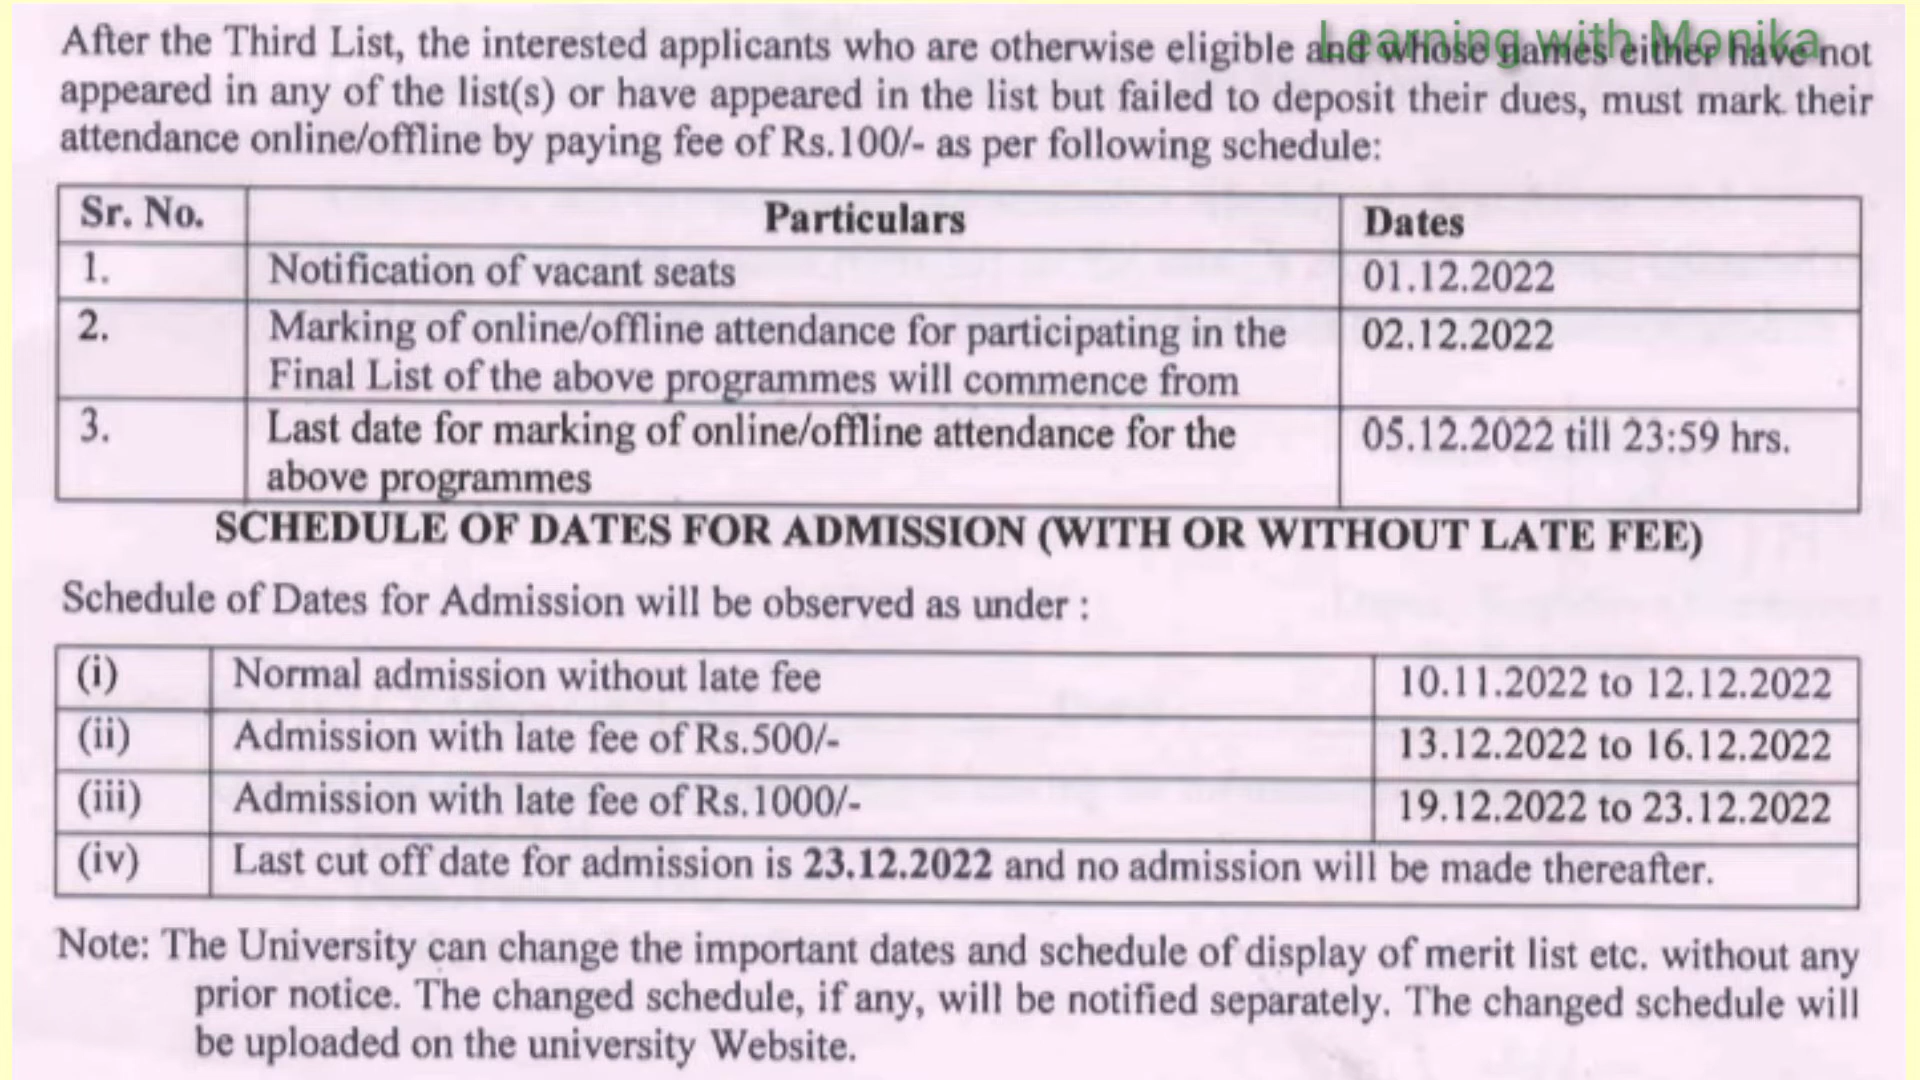 Learning with Monika
After the Third List, the interested applicants who are otherwise eligible and whose names either have not
appeared in any of the list(s) or have appeared in the list but failed to deposit their dues, must mark their
attendance online/offline by paying fee of Rs.100/- as per following schedule:
Sr. No. Particulars Dates
1. Notification of vacant seats 01.12.2022
2. Marking of online/offline attendance for participating in the 02.12.2022
Final List of the above programmes will commence from
3. Last date for marking of online/offline attendance for the 05.12.2022 till 23:59 hrs.
above programmes
SCHEDULE OF DATES FOR ADMISSION (WITH OR WITHOUT LATE FEE)
Schedule of Dates for Admission will be observed as under :
(i) Normal admission without late fee 10.11.2022 to 12.12.2022
(ii) Admission with late fee of Rs.500/- 13.12.2022 to 16.12.2022
(iii) Admission with late fee of Rs.1000/- 19.12.2022 to 23.12.2022
(iv) Last cut off date for admission is 23.12.2022 and no admission will be made thereafter.
Note: The University can change the important dates and schedule of display of merit list etc. without any
prior notice. The changed schedule, if any, will be notified separately. The changed schedule will
be uploaded on the university Website.